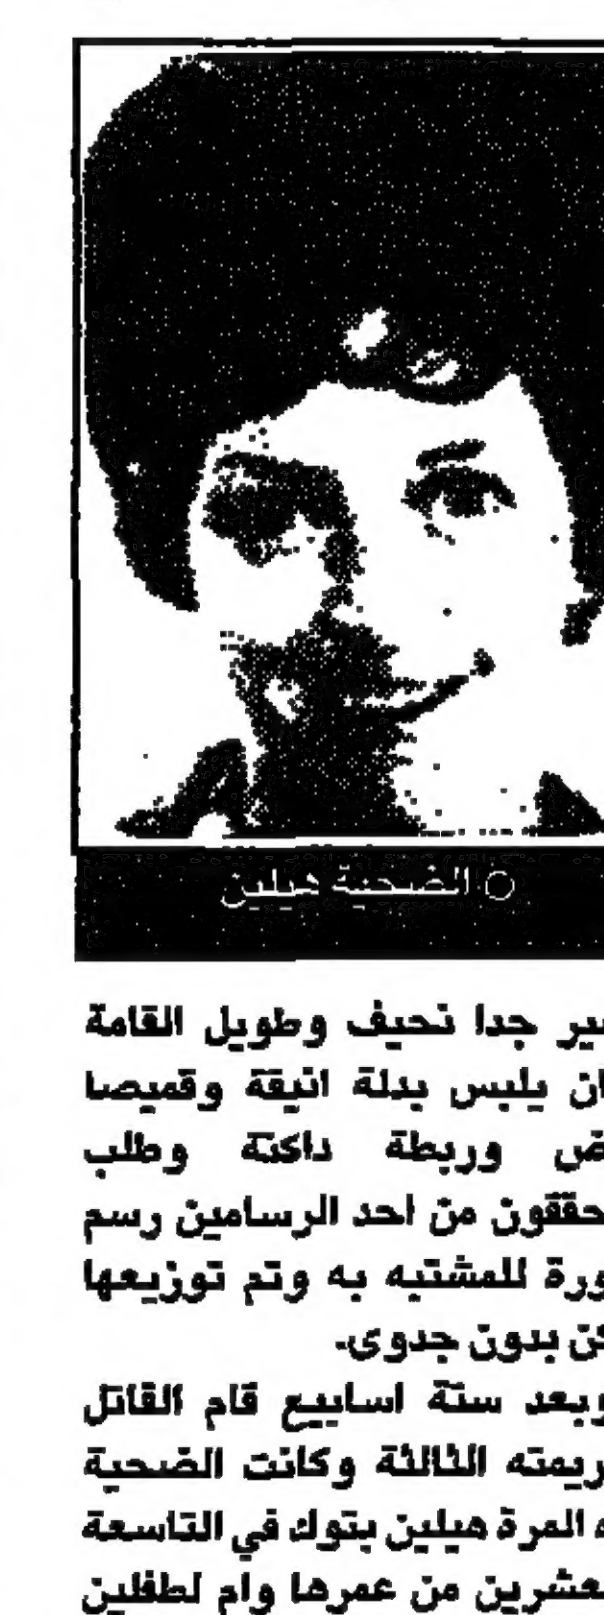 ○ الضحية هيلين
ير جدا نحيف وطويل القامة
ان يلبس بدلة انيقة وقميصا
ض وربطة داكنة وطلب
حققون من احد الرسامين رسم
ورة للمشتبه به وتم توزيعها
كن بدون جدوى.
وبعد ستة اسابيع قام القاتل
ريمته الثالثة وكانت الضحية
ه المرة هيلين بتوك في التاسعة
عشرين من عمرها وام لطفلين